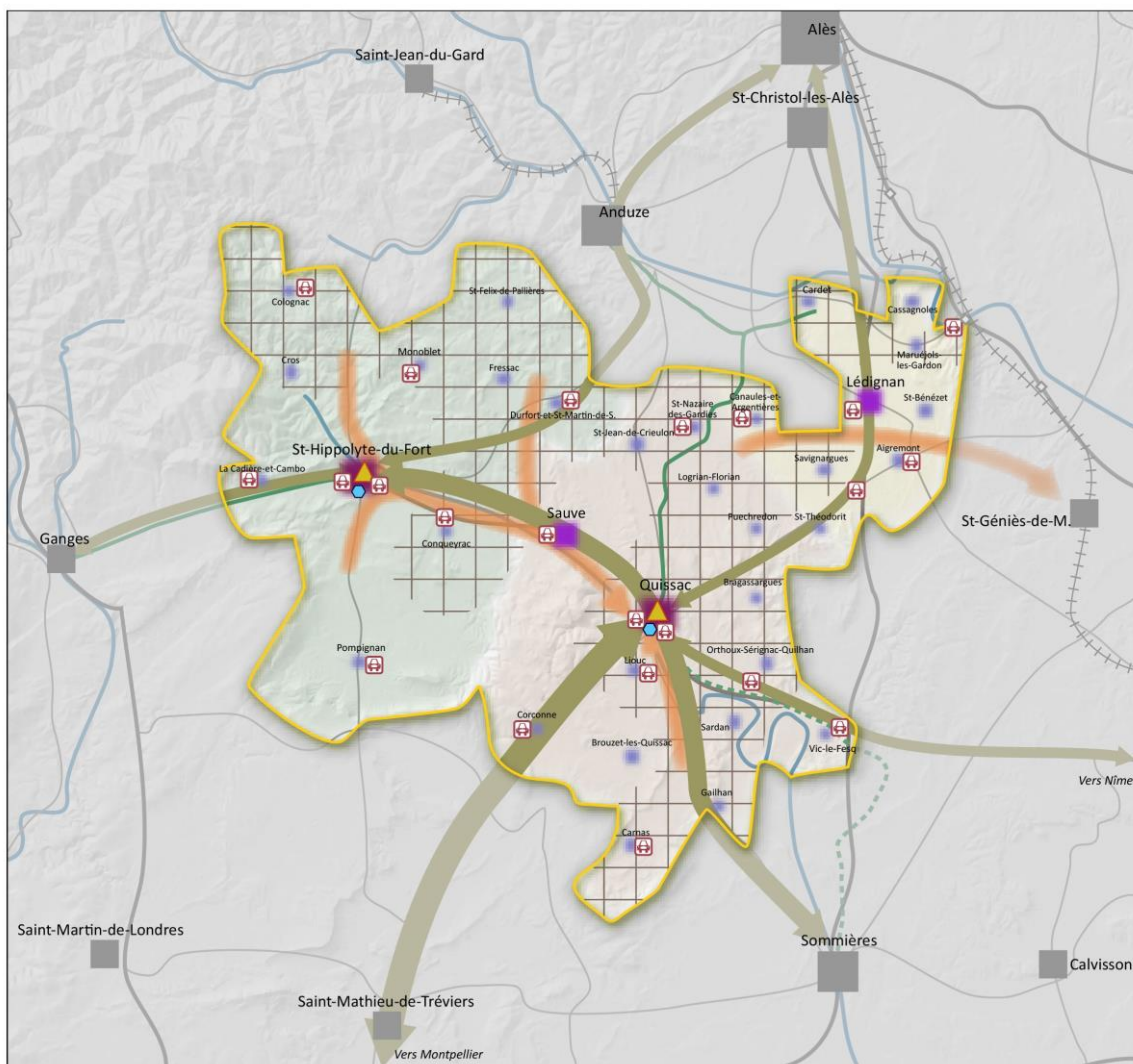 Alès
Saint-Jean-du-Gard
St-Christol-les-Alès
Anduze
Colognac
St-Felix-de-Pallières
Cardet
Cassagnoles
Cros
Monoblet
Fressac
Maruéjols-
les-Gardon
Lédignan
St-Bénézet
Durfort-et-St-Martin-de-S.
St-Nazaire
des-Gardies
Canaules-et-
Argentières
St-Jean-de-Crieulon
St-Hippolyte-du-Fort
La Cadière-et-Cambo
Savignargues
Aigremont
Logrian-Florian
Ganges
Conqueyrac
Sauve
Puechredon
St-Théodorit
St-Géniès-de-M.
Quissac
Bragassargues
Pompignan
Liouc
Orthoux-Sérignac-Quilhan
Corconne
Sardan
Brouzet-les-Quissac
Vic-le-Fesq
Vers Nîme
Gailhan
Carnas
Saint-Martin-de-Londres
Sommières
Calvisson
Saint-Mathieu-de-Tréviers
Vers Montpellier